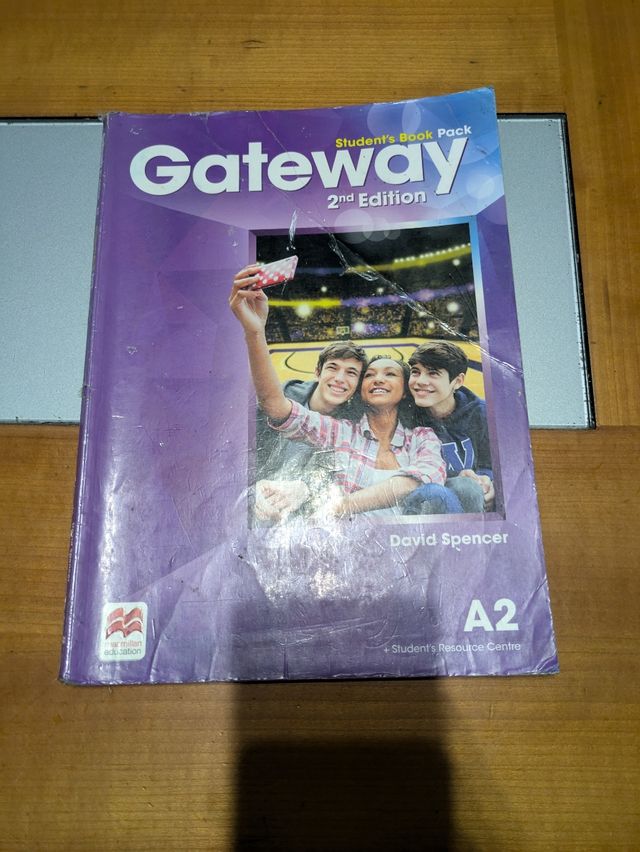 Student's Book Pack
Gateway
2nd Edition
David Spencer
A2
+ Student's Resource Centre
macmillan
education